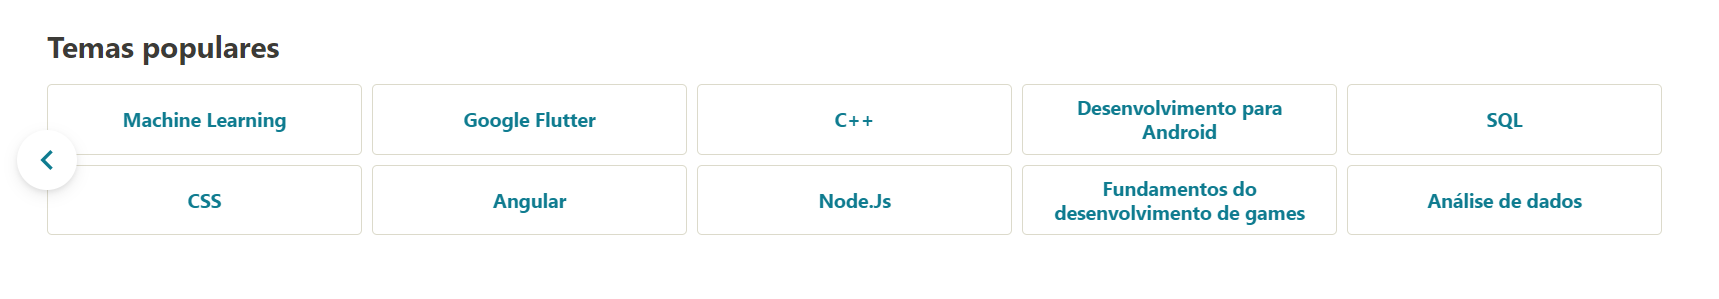 Temas populares
Machine Learning
Google Flutter
C++
Desenvolvimento para
Android
SQL
CSS
Angular
Node.Js
Fundamentos do
desenvolvimento de games
Análise de dados